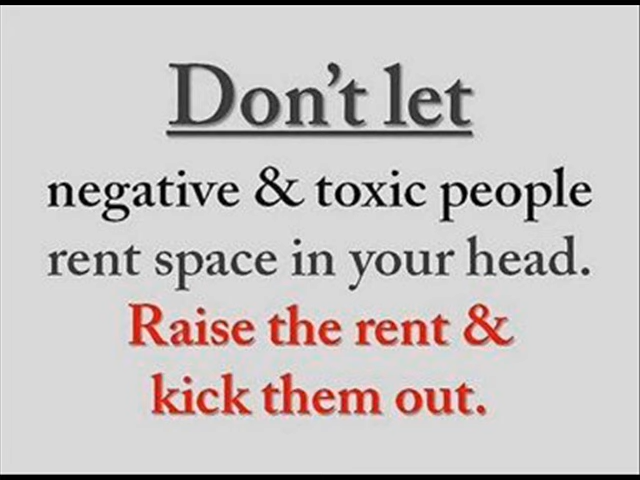 Don't let
negative & toxic people
rent space in your head.
Raise the rent &
kick them out.